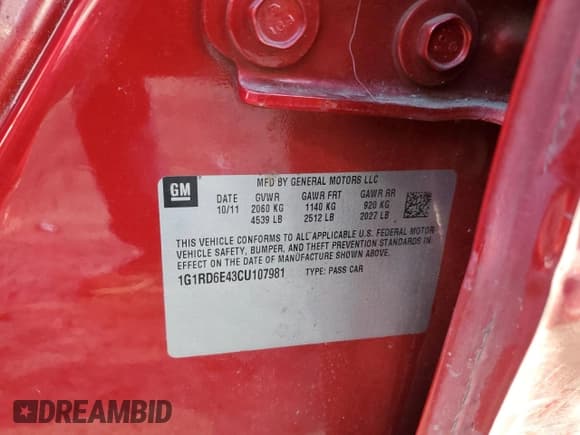 GM
MFD BY GENERAL MOTORS LLC
DATE GVWR GAWR FRT GAWR RR
10/11 2060 KG 1140 KG 920 KG
4539 LB 2512 LB 2027 LB
THIS VEHICLE CONFORMS TO ALL APPLICABLE U.S. FEDERAL MOTOR
VEHICLE SAFETY, BUMPER, AND THEFT PREVENTION STANDARDS IN
EFFECT ON THE DATE OF MANUFACTURE SHOWN ABOVE.
1G1RD6E43CU107981 TYPE: PASS CAR
DREAMBID